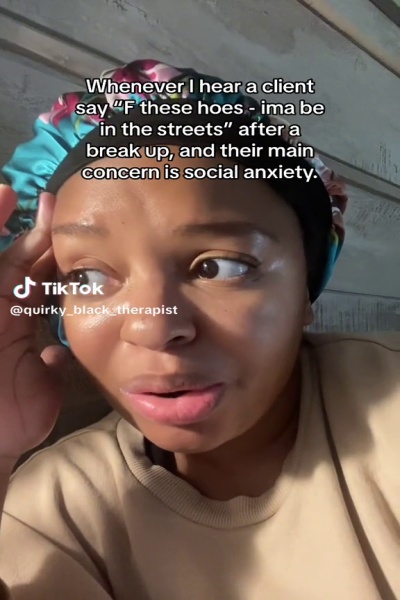 Whenever I hear a client
say “F these hoes - ima be
in the streets” after a
break up, and their main
concern is social anxiety.
TikTok
@quirky_black_therapist